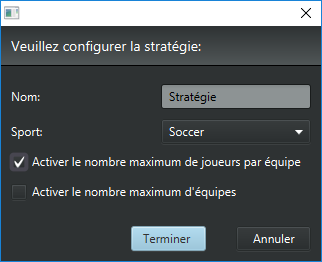 Veuillez configurer la stratégie:
Nom: Stratégie
Sport: Soccer
Activer le nombre maximum de joueurs par équipe
Activer le nombre maximum d'équipes
Terminer Annuler